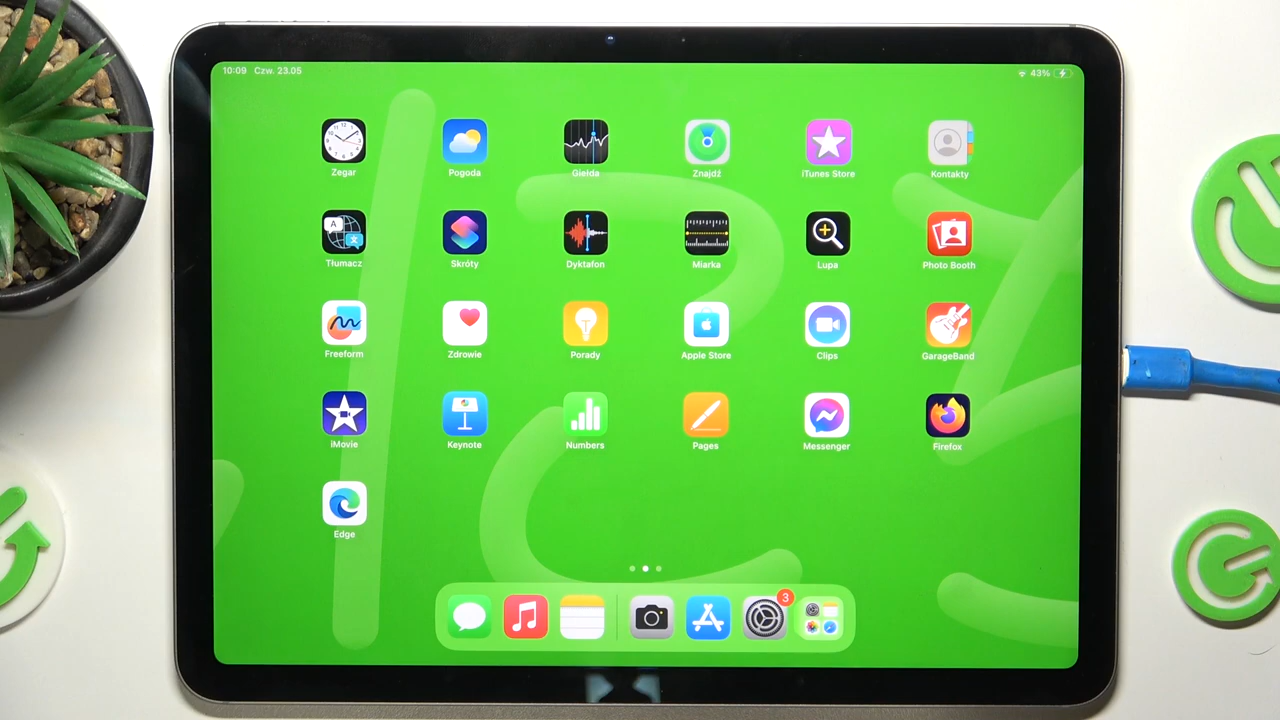 10:09 Czw. 23.05 43%
Zegar Pogoda Giełda Znajdź iTunes Store Kontakty
Tłumacz Skróty Dyktafon Miarka Lupa Photo Booth
Freeform Zdrowie Porady Apple Store Clips GarageBand
iMovie Keynote Numbers Pages Messenger Firefox
Edge
3